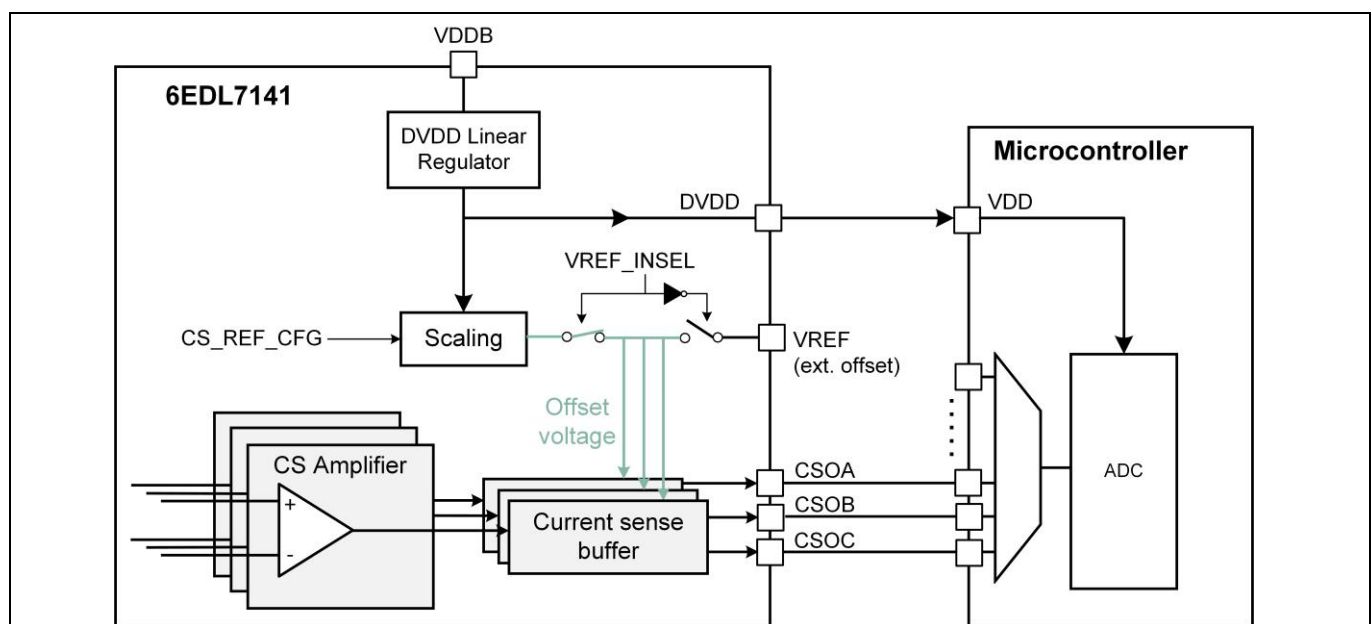 VDDB
6EDL7141
DVDD Linear
Regulator
Microcontroller
DVDD
VDD
VREF_INSEL
CS_REF_CFG
Scaling
VREF
(ext. offset)
Offset
voltage
CS Amplifier
+
-
Current sense
buffer
CSOA
CSOB
CSOC
ADC